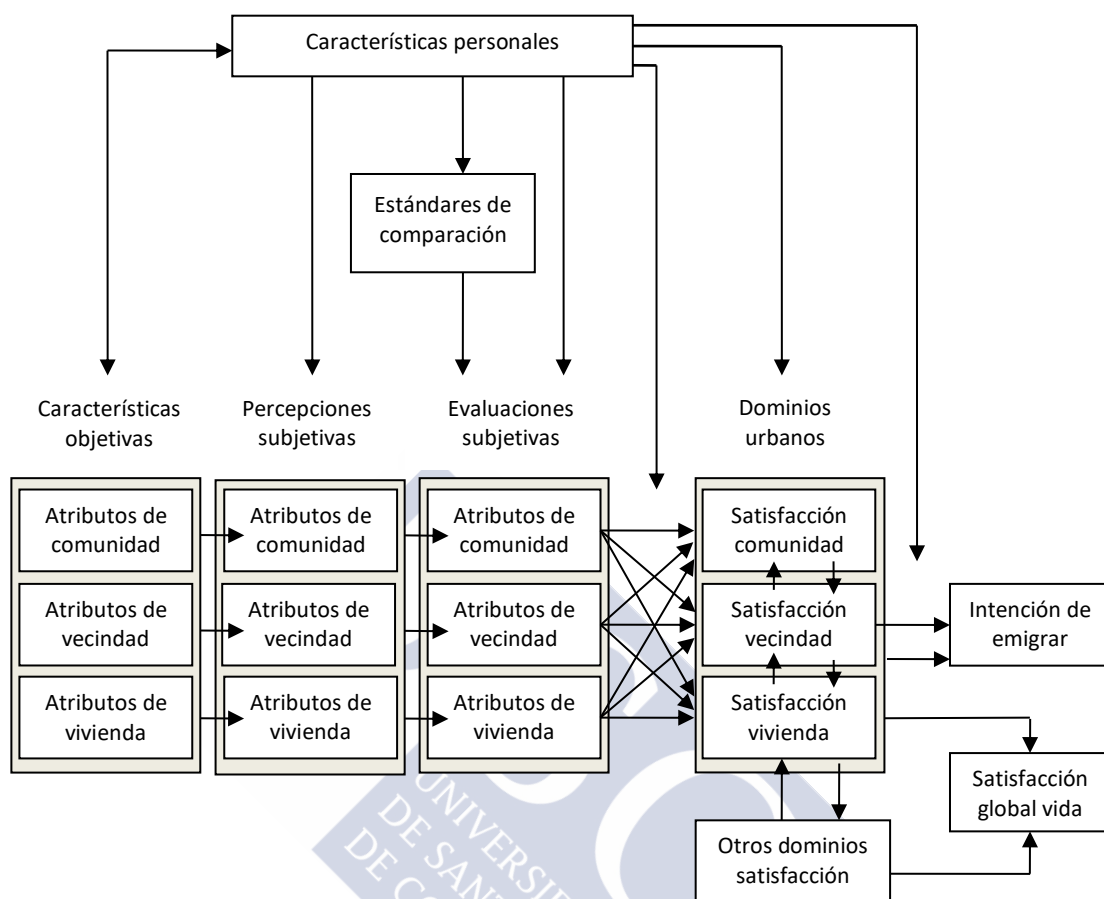 Características personales
Estándares de
comparación
Características
objetivas
Percepciones
subjetivas
Evaluaciones
subjetivas
Dominios
urbanos
Atributos de
comunidad
Atributos de
comunidad
Atributos de
comunidad
Satisfacción
comunidad
Atributos de
vecindad
Atributos de
vecindad
Atributos de
vecindad
Satisfacción
vecindad
Intención de
emigrar
Atributos de
vivienda
Atributos de
vivienda
Atributos de
vivienda
Satisfacción
vivienda
Satisfacción
global vida
Otros dominios
satisfacción